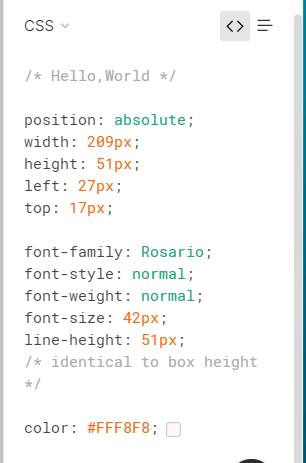 CSS
/* Hello,World */
position: absolute;
width: 209px;
height: 51px;
left: 27px;
top: 17px;
font-family: Rosario;
font-style: normal;
font-weight: normal;
font-size: 42px;
line-height: 51px;
/* identical to box height
*/
color: #FFF8F8;